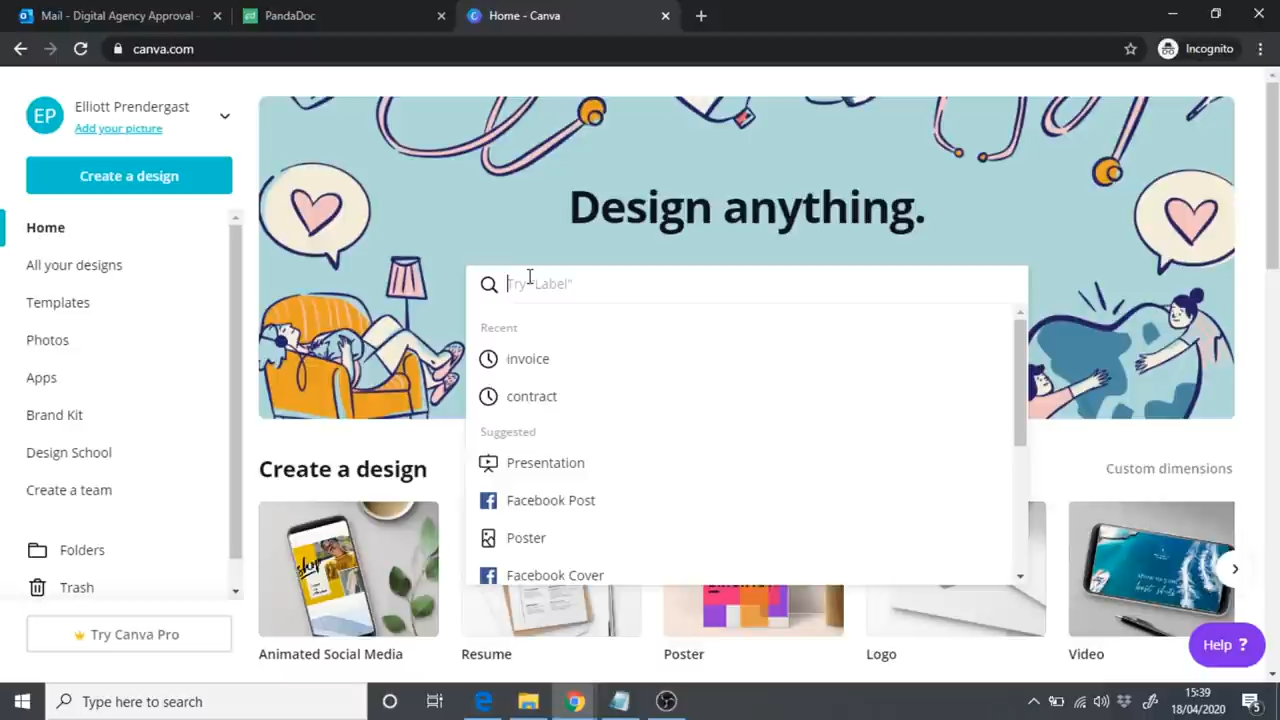 Mail - Digital Agency Approval -
PandaDoc
Home - Canva
canva.com
Incognito
EP
Elliott Prendergast
Add your picture
Create a design
Home
All your designs
Templates
Photos
Apps
Brand Kit
Design School
Create a team
Folders
Trash
Try Canva Pro
Design anything.
Try "Label"
Recent
invoice
contract
Suggested
Presentation
Facebook Post
Poster
Facebook Cover
Create a design
Custom dimensions
Animated Social Media
Resume
Poster
Logo
Video
Help ?
Type here to search
15:39
18/04/2020
5